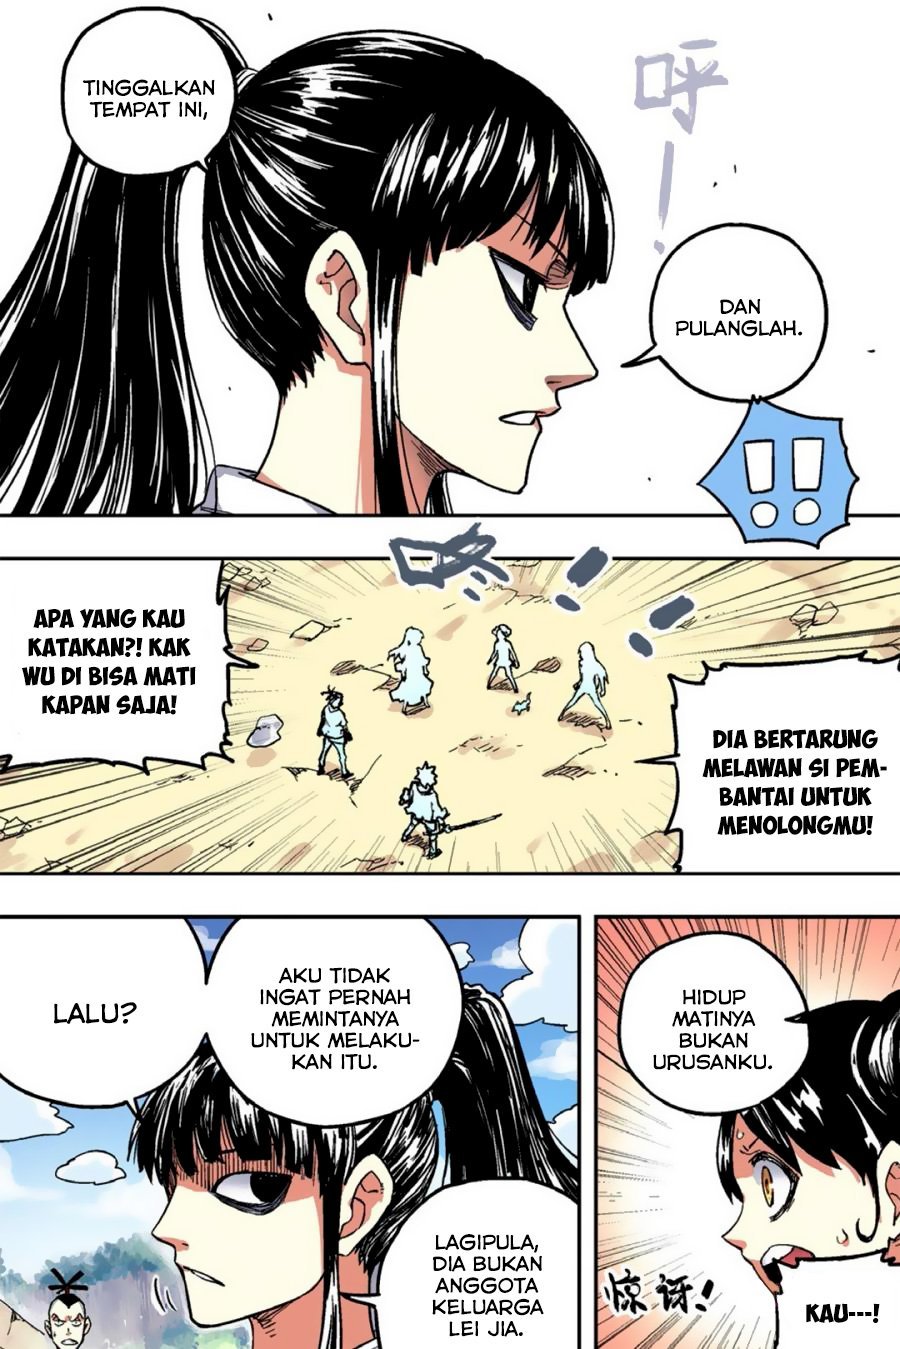 TINGGALKAN
TEMPAT INI,
呼!
DAN
PULANGLAH.
!!
APA YANG KAU
KATAKAN?! KAK
WU DI BISA MATI
KAPAN SAJA!
DIA BERTARUNG
MELAWAN SI PEM-
BANTAI UNTUK
MENOLONGMU!
LALU?
AKU TIDAK
INGAT PERNAH
MEMINTANYA
UNTUK MELAKU-
KAN ITU.
LAGIPULA,
DIA BUKAN
ANGGOTA
KELUARGA
LEI JIA.
HIDUP
MATINYA
BUKAN
URUSANKU.
惊讶!
KAU---!